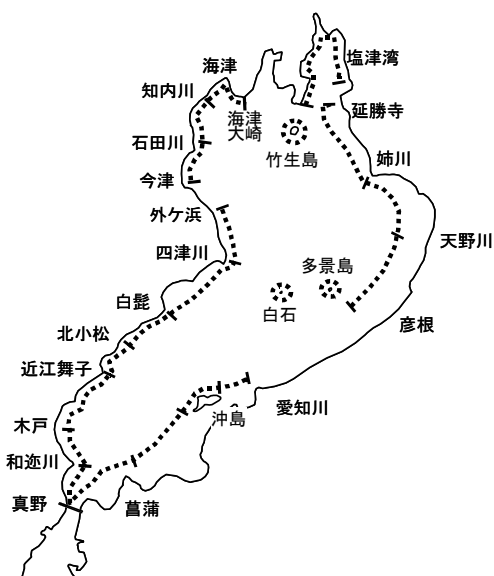 塩津湾
海津
知内川
海津
大崎
延勝寺
石田川
竹生島
姉川
今津
外ケ浜
天野川
四津川
多景島
白髭
白石
彦根
北小松
近江舞子
愛知川
沖島
木戸
和迩川
真野
菖蒲